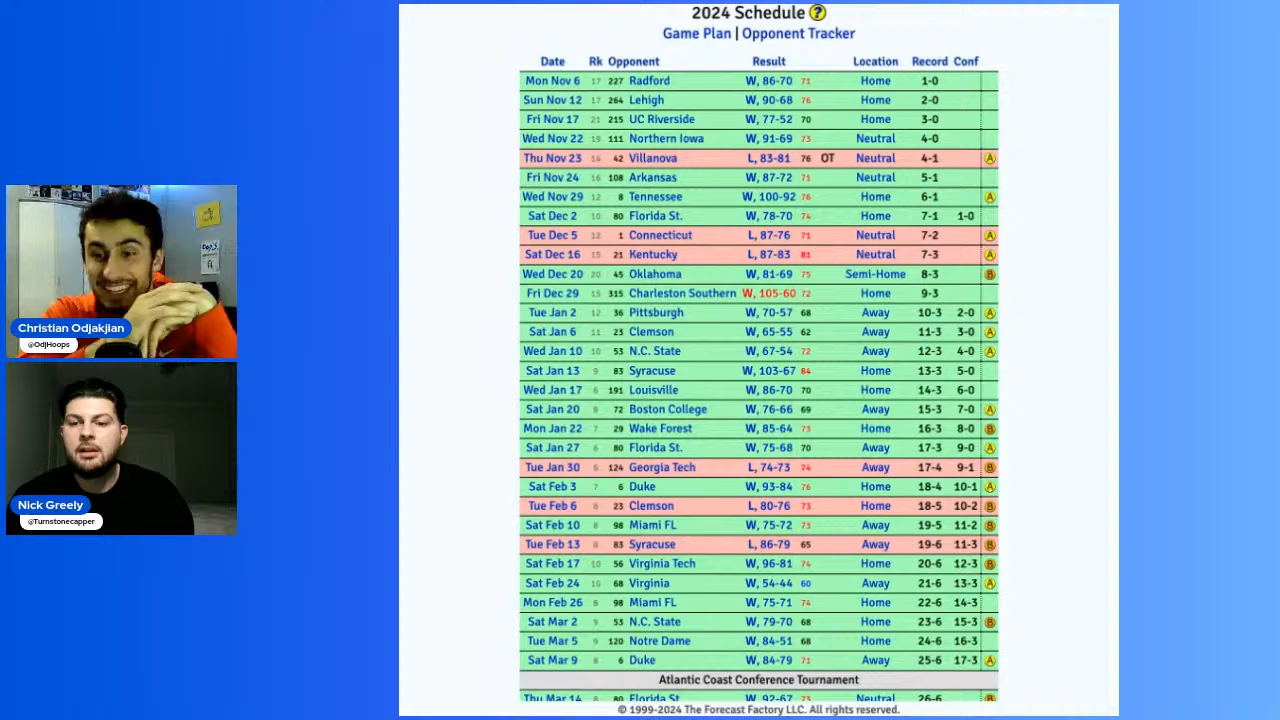 2024 Schedule ?
Game Plan | Opponent Tracker
Date Rk Opponent Result Location Record Conf
Mon Nov 6 17 227 Radford W, 86-70 71 Home 1-0
Sun Nov 12 17 264 Lehigh W, 90-68 76 Home 2-0
Fri Nov 17 21 215 UC Riverside W, 77-52 70 Home 3-0
Wed Nov 22 19 111 Northern Iowa W, 91-69 73 Neutral 4-0
Thu Nov 23 14 42 Villanova L, 83-81 76 OT Neutral 4-1 A
Fri Nov 24 16 108 Arkansas W, 87-72 71 Neutral 5-1
Wed Nov 29 12 8 Tennessee W, 100-92 76 Home 6-1 A
Sat Dec 2 10 80 Florida St. W, 78-70 74 Home 7-1 1-0
Tue Dec 5 12 1 Connecticut L, 87-76 71 Neutral 7-2 A
Sat Dec 16 15 21 Kentucky L, 87-83 81 Neutral 7-3 A
Wed Dec 20 20 45 Oklahoma W, 81-69 75 Semi-Home 8-3 B
Fri Dec 29 15 315 Charleston Southern W, 105-60 72 Home 9-3
Tue Jan 2 12 36 Pittsburgh W, 70-57 68 Away 10-3 2-0 A
Sat Jan 6 11 23 Clemson W, 65-55 62 Away 11-3 3-0 A
Wed Jan 10 10 53 N.C. State W, 67-54 72 Away 12-3 4-0 A
Sat Jan 13 9 83 Syracuse W, 103-67 84 Home 13-3 5-0
Wed Jan 17 6 191 Louisville W, 86-70 70 Home 14-3 6-0
Sat Jan 20 8 72 Boston College W, 76-66 69 Away 15-3 7-0 A
Mon Jan 22 7 29 Wake Forest W, 85-64 73 Home 16-3 8-0 B
Sat Jan 27 6 80 Florida St. W, 75-68 70 Away 17-3 9-0 A
Tue Jan 30 6 124 Georgia Tech L, 74-73 74 Away 17-4 9-1 B
Sat Feb 3 7 6 Duke W, 93-84 76 Home 18-4 10-1 A
Tue Feb 6 8 23 Clemson L, 80-76 73 Home 18-5 10-2 B
Sat Feb 10 8 98 Miami FL W, 75-72 73 Away 19-5 11-2 B
Tue Feb 13 8 83 Syracuse L, 86-79 65 Away 19-6 11-3 B
Sat Feb 17 10 56 Virginia Tech W, 96-81 74 Home 20-6 12-3 B
Sat Feb 24 10 68 Virginia W, 54-44 60 Away 21-6 13-3 A
Mon Feb 26 8 98 Miami FL W, 75-71 74 Home 22-6 14-3
Sat Mar 2 9 53 N.C. State W, 79-70 68 Home 23-6 15-3 B
Tue Mar 5 9 120 Notre Dame W, 84-51 68 Home 24-6 16-3
Sat Mar 9 8 6 Duke W, 84-79 71 Away 25-6 17-3 A
Atlantic Coast Conference Tournament
Thu Mar 14 8 80 Florida St. W, 92-67 73 Neutral 26-6 B
© 1999-2024 The Forecast Factory LLC. All rights reserved.
Christian Odjakjian
@OdjHoops
Nick Greely
@Turnstonecapper